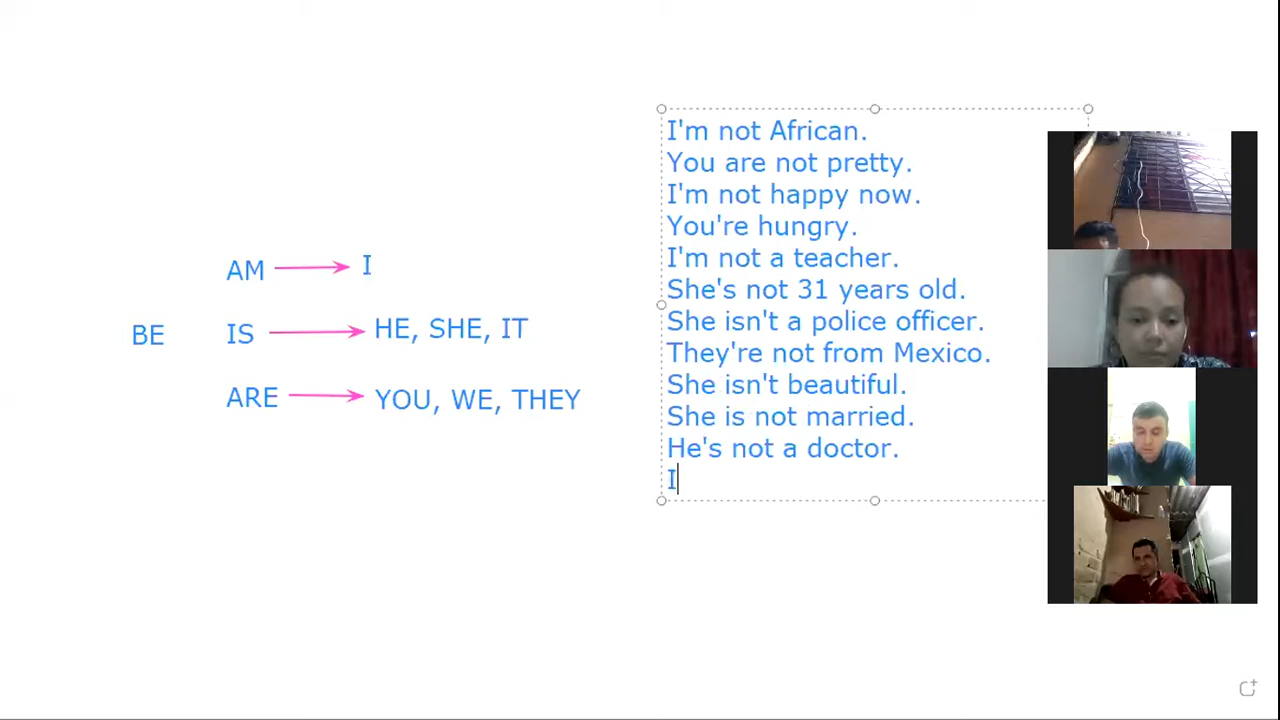 AM I
BE IS HE, SHE, IT
ARE YOU, WE, THEY
I'm not African.
You are not pretty.
I'm not happy now.
You're hungry.
I'm not a teacher.
She's not 31 years old.
She isn't a police officer.
They're not from Mexico.
She isn't beautiful.
She is not married.
He's not a doctor.
I